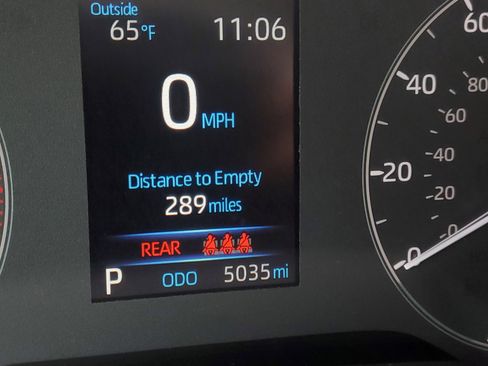 Outside
65°F 11:06
0 MPH
Distance to Empty
289 miles
REAR
P ODO 5035 mi
60
40
20
0
80
60
40
20
0